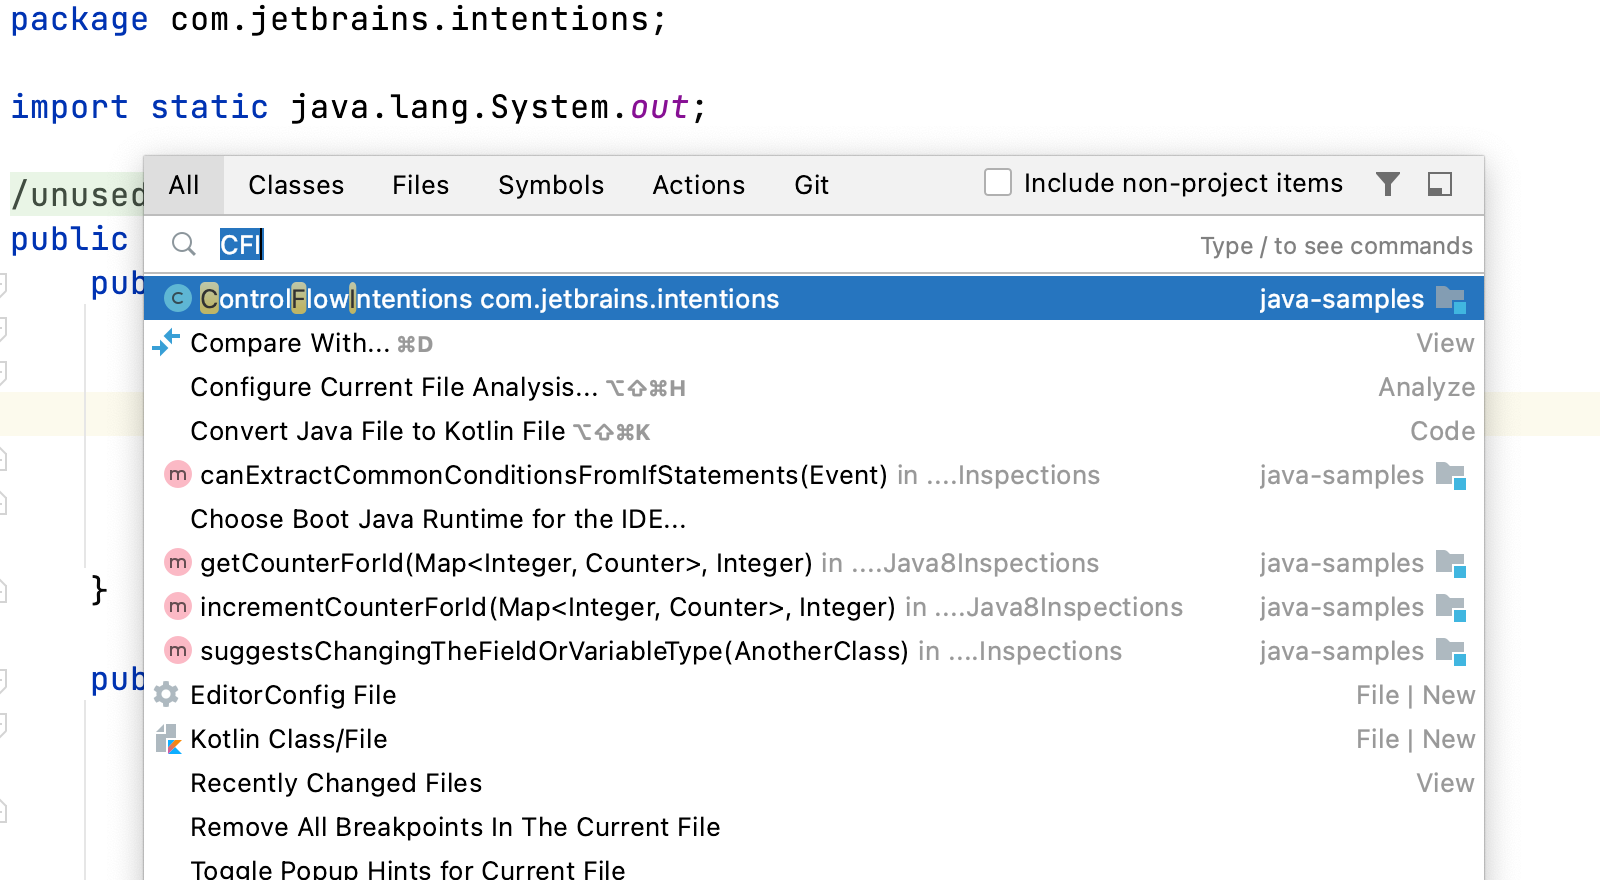 package com.jetbrains.intentions;
import static java.lang.System.out;
/unused
public
pub
All Classes Files Symbols Actions Git Include non-project items
CFI Type / to see commands
C ControlFlowIntentions com.jetbrains.intentions java-samples
Compare With... ⌘D View
Configure Current File Analysis... ⌥⇧⌘H Analyze
Convert Java File to Kotlin File ⌥⇧⌘K Code
m canExtractCommonConditionsFromIfStatements(Event) in ....Inspections java-samples
Choose Boot Java Runtime for the IDE...
m getCounterForId(Map<Integer, Counter>, Integer) in ....Java8Inspections java-samples
}
m incrementCounterForId(Map<Integer, Counter>, Integer) in ....Java8Inspections java-samples
m suggestsChangingTheFieldOrVariableType(AnotherClass) in ....Inspections java-samples
pub
EditorConfig File File | New
Kotlin Class/File File | New
Recently Changed Files View
Remove All Breakpoints In The Current File
Toggle Popup Hints for Current File